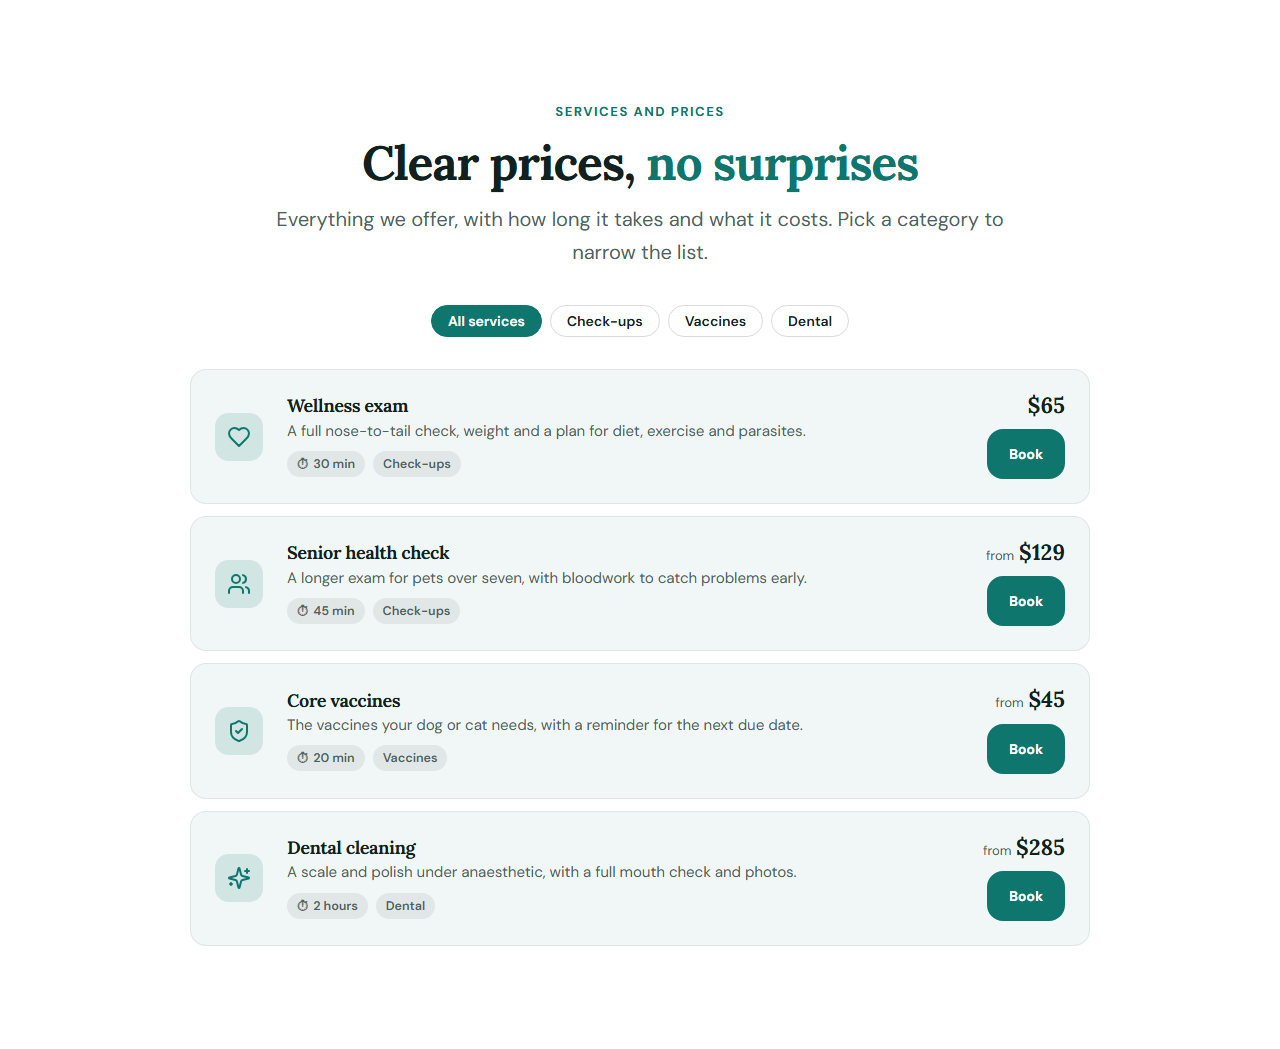 SERVICES AND PRICES
Clear prices, no surprises
Everything we offer, with how long it takes and what it costs. Pick a category to
narrow the list.
All services
Check-ups
Vaccines
Dental
Wellness exam
A full nose-to-tail check, weight and a plan for diet, exercise and parasites.
30 min
Check-ups
$65
Book
Senior health check
A longer exam for pets over seven, with bloodwork to catch problems early.
45 min
Check-ups
from $129
Book
Core vaccines
The vaccines your dog or cat needs, with a reminder for the next due date.
20 min
Vaccines
from $45
Book
Dental cleaning
A scale and polish under anaesthetic, with a full mouth check and photos.
2 hours
Dental
from $285
Book